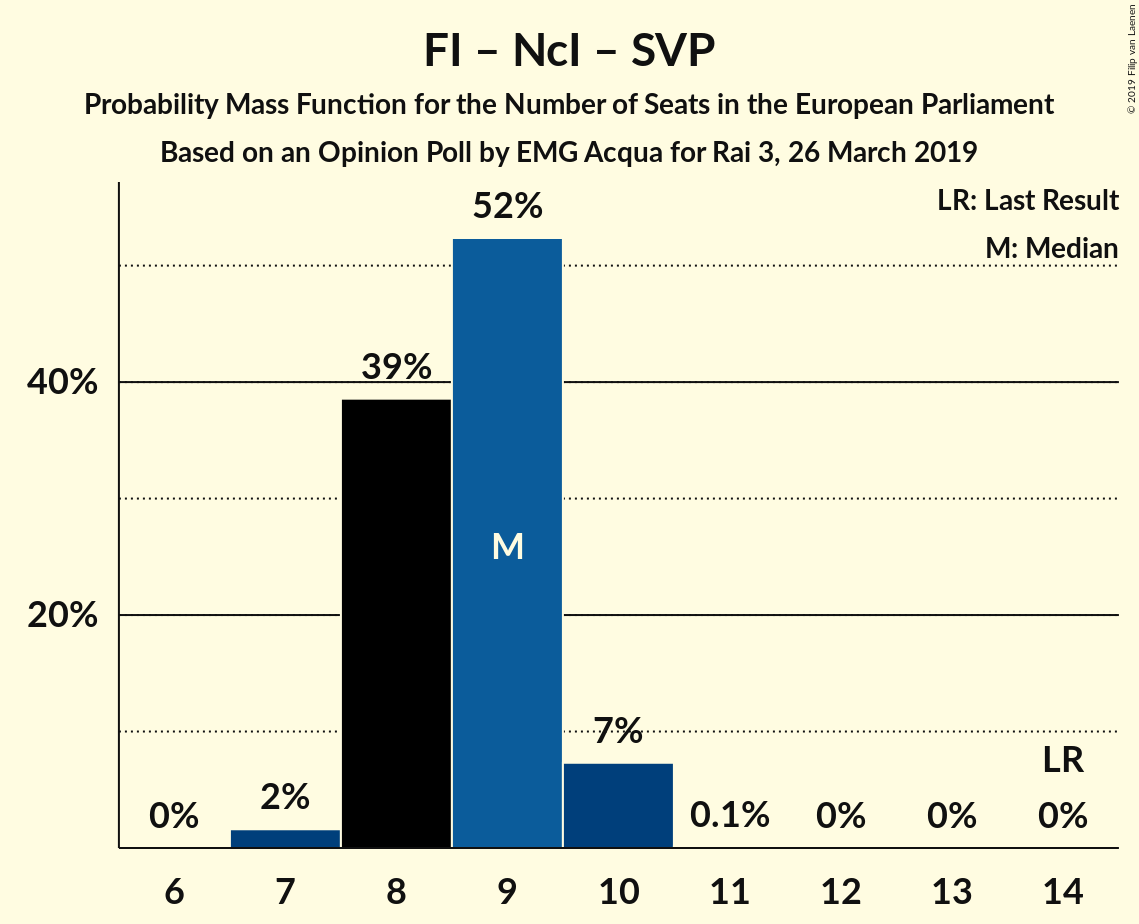 FI – NcI – SVP
Probability Mass Function for the Number of Seats in the European Parliament
Based on an Opinion Poll by EMG Acqua for Rai 3, 26 March 2019
© 2019 Filip van Laenen
LR: Last Result
M: Median
52%
39%
40%
M
20%
7%
LR
2%
0%
0.1%
0%
0%
0%
6 7 8 9 10 11 12 13 14